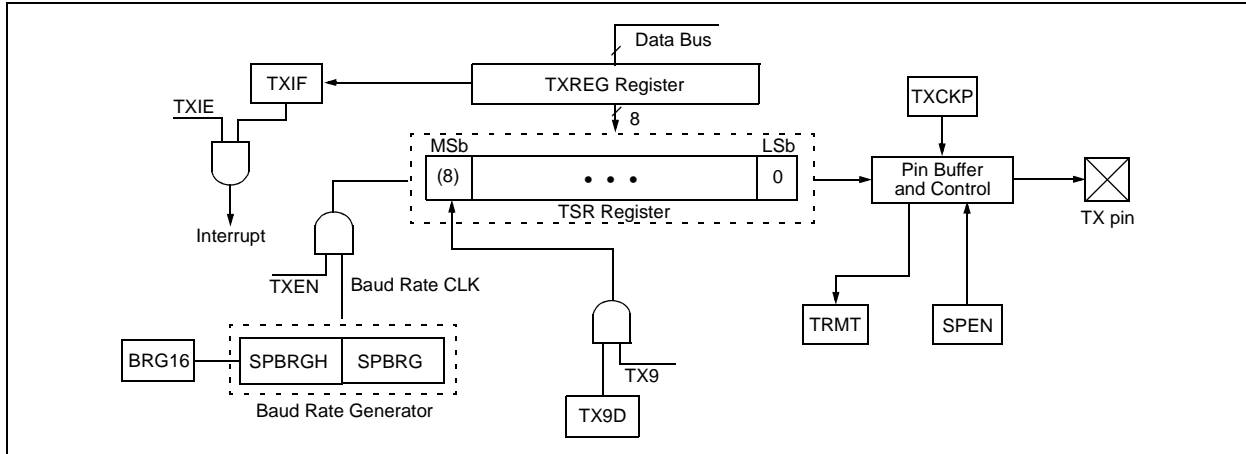 Data Bus
TXIF
TXREG Register
TXIE
8
TXCKP
MSb
LSb
(8)
• • •
0
Pin Buffer
and Control
TSR Register
TX pin
Interrupt
TXEN
Baud Rate CLK
TRMT
SPEN
BRG16
SPBRGH
SPBRG
TX9
Baud Rate Generator
TX9D